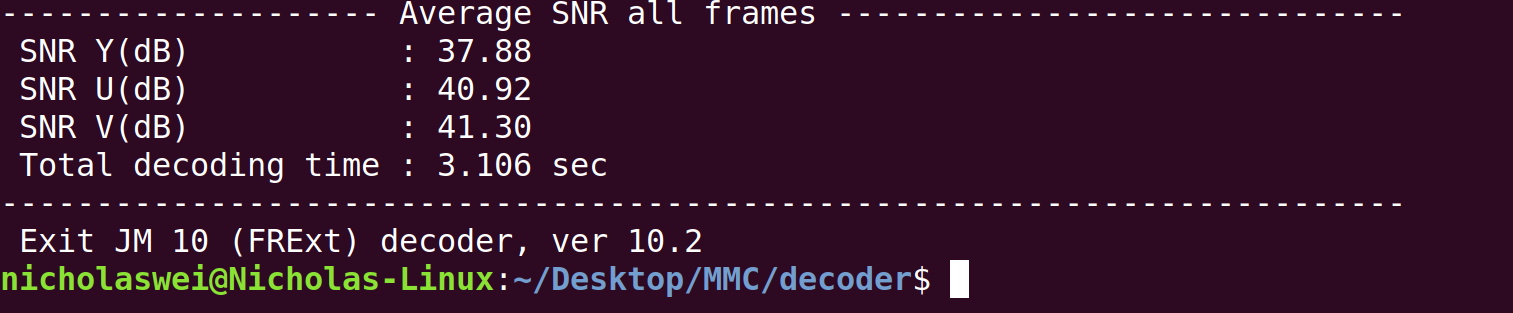 -------------------- Average SNR all frames ------------------------------
 SNR Y(dB)           : 37.88
 SNR U(dB)           : 40.92
 SNR V(dB)           : 41.30
 Total decoding time : 3.106 sec
--------------------------------------------------------------------------
 Exit JM 10 (FRExt) decoder, ver 10.2
nicholaswei@Nicholas-Linux:~/Desktop/MMC/decoder$